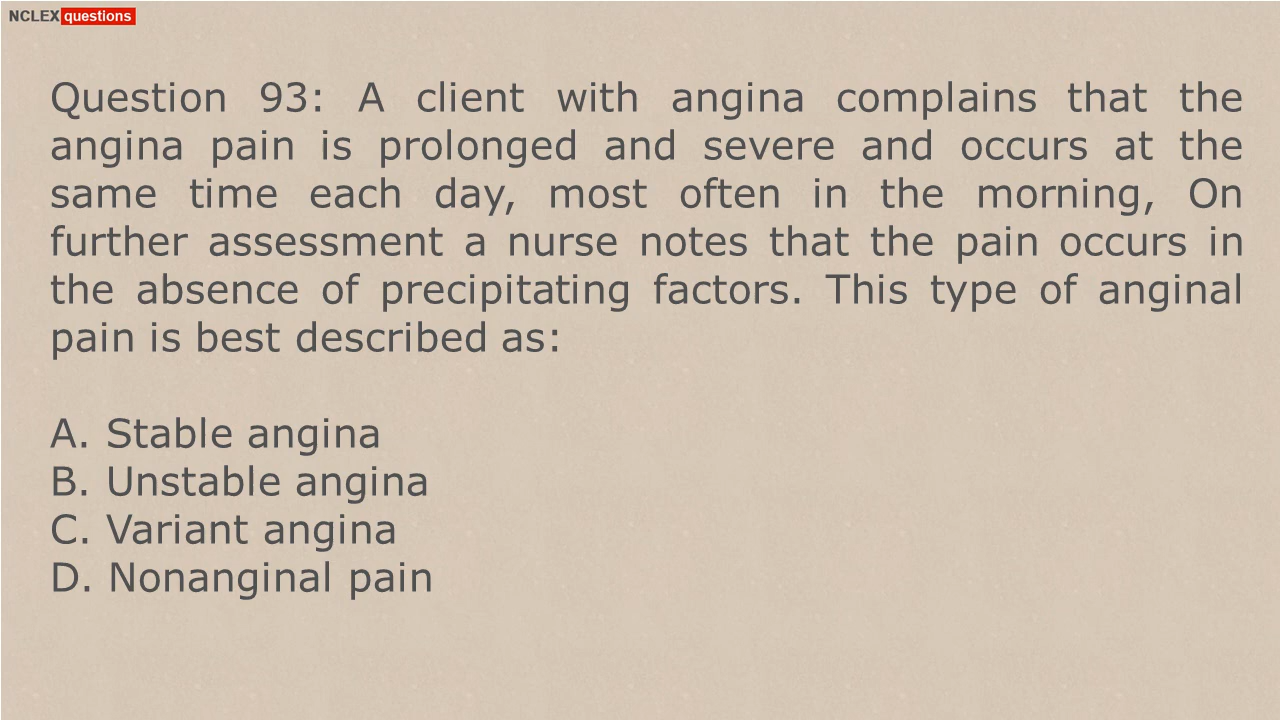 NCLEX questions
Question 93: A client with angina complains that the
angina pain is prolonged and severe and occurs at the
same time each day, most often in the morning, On
further assessment a nurse notes that the pain occurs in
the absence of precipitating factors. This type of anginal
pain is best described as:
A. Stable angina
B. Unstable angina
C. Variant angina
D. Nonanginal pain